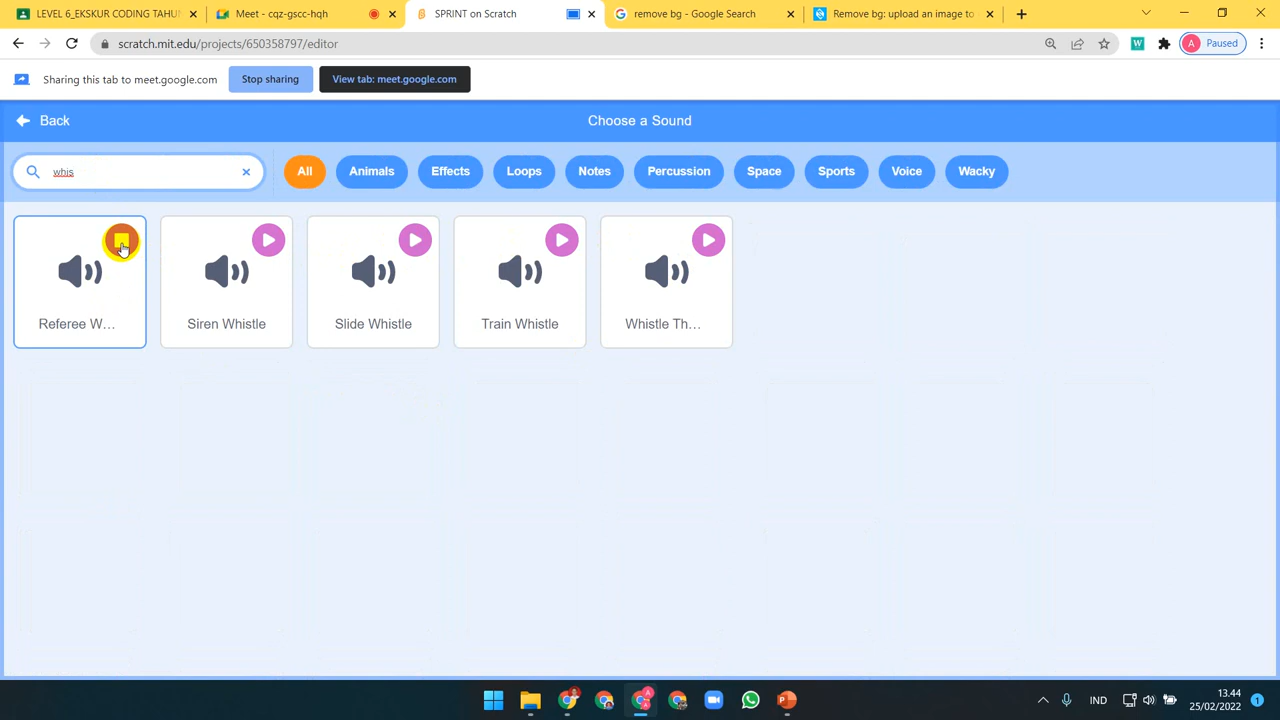 LEVEL 6_EKSKUR CODING TAHUN
Meet - cqz-gscc-hqh
SPRINT on Scratch
remove bg - Google Search
Remove bg: upload an image to
scratch.mit.edu/projects/650358797/editor
A
Paused
Sharing this tab to meet.google.com
Stop sharing
View tab: meet.google.com
Back
Choose a Sound
whis
All
Animals
Effects
Loops
Notes
Percussion
Space
Sports
Voice
Wacky
Referee W...
Siren Whistle
Slide Whistle
Train Whistle
Whistle Th...
IND
13.44
25/02/2022
1